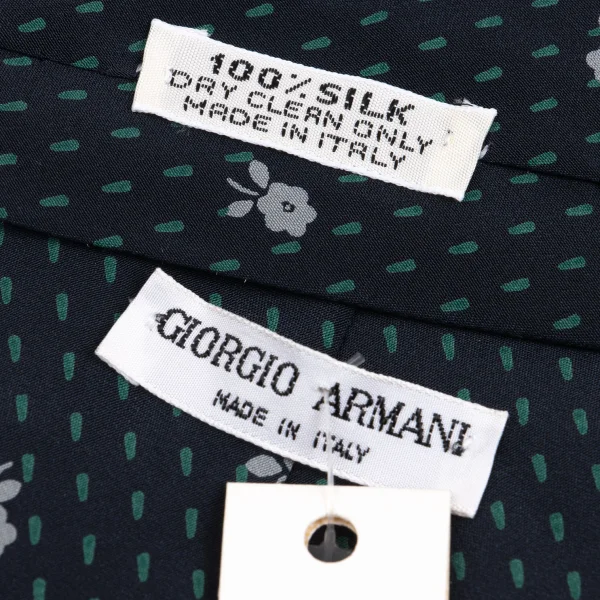 100% SILK
DRY CLEAN ONLY
MADE IN ITALY
GIORGIO ARMANI
MADE IN ITALY